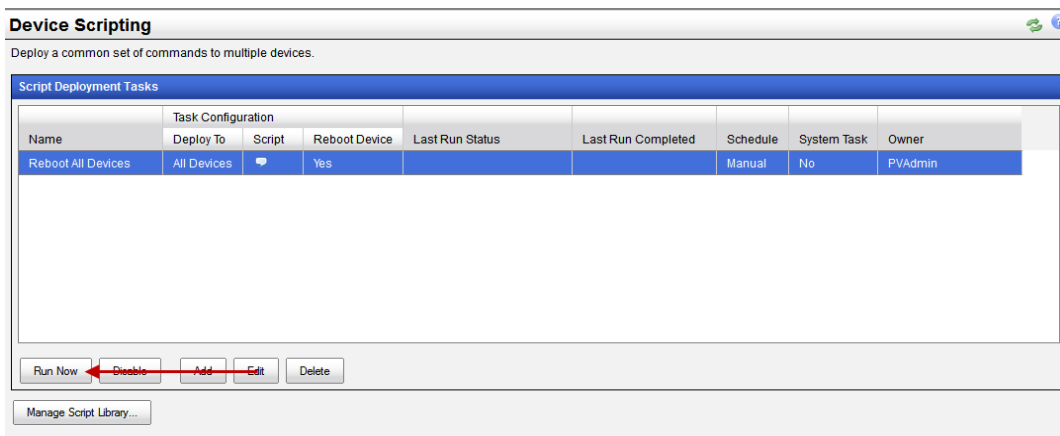 Device Scripting
Deploy a common set of commands to multiple devices.
Script Deployment Tasks
Task Configuration
Name Deploy To Script Reboot Device Last Run Status Last Run Completed Schedule System Task Owner
Reboot All Devices All Devices Yes Manual No PVAdmin
Run Now Disable Add Edit Delete
Manage Script Library...